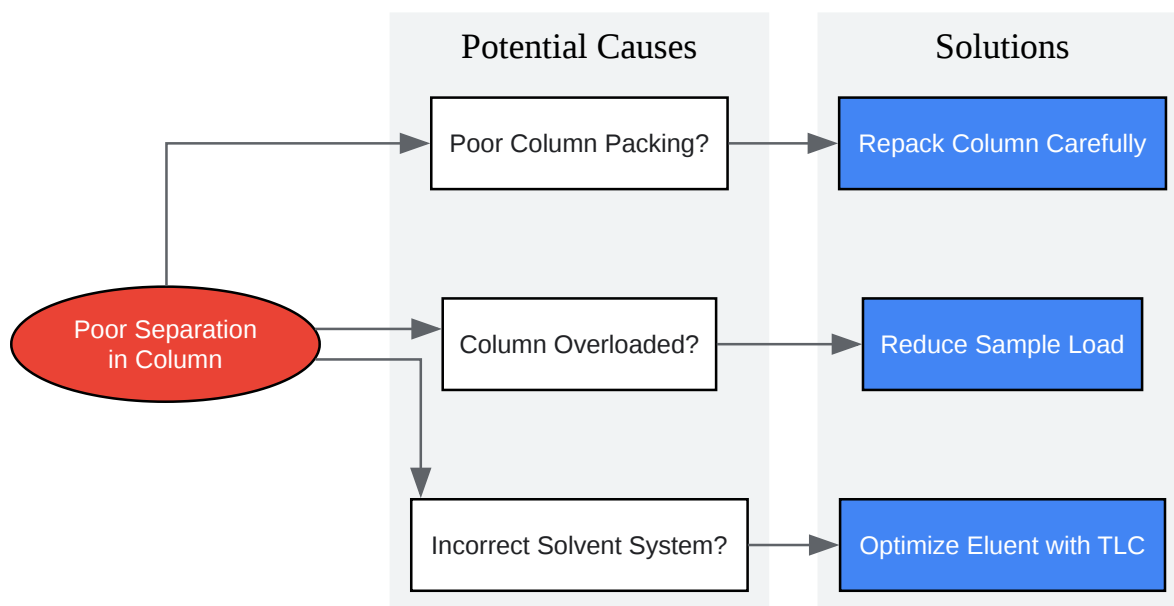 Potential Causes
Solutions
Poor Column Packing?
Repack Column Carefully
Poor Separation
in Column
Column Overloaded?
Reduce Sample Load
Incorrect Solvent System?
Optimize Eluent with TLC